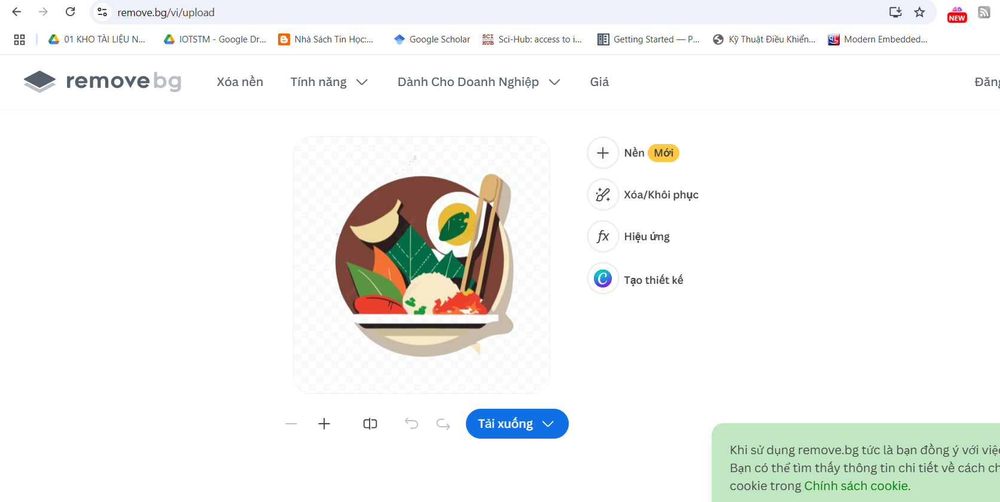 remove.bg/vi/upload
NEW
01 KHO TÀI LIỆU N...
IOTSTM - Google Dr...
Nhà Sách Tin Học:...
Google Scholar
SCI HUB
Sci-Hub: access to i...
Getting Started — P...
Kỹ Thuật Điều Khiển...
Modern Embedded...
removebg
Xóa nền
Tính năng
Dành Cho Doanh Nghiệp
Giá
Đăng
Nền Mới
Xóa/Khôi phục
fx Hiệu ứng
Tạo thiết kế
Tải xuống
Khi sử dụng remove.bg tức là bạn đồng ý với việc
Bạn có thể tìm thấy thông tin chi tiết về cách ch
cookie trong Chính sách cookie.